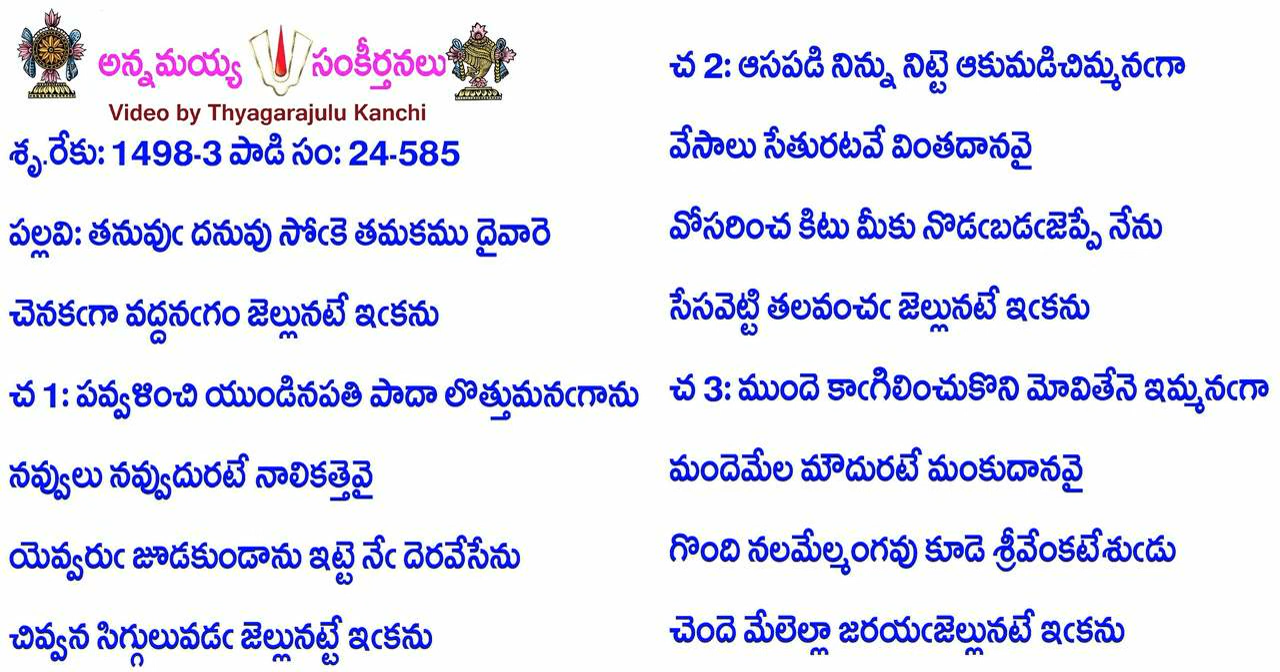 అన్నమయ్య సంకీర్తనలు
Video by Thyagarajulu Kanchi
శృ.రేకు: 1498-3 పాడి సం: 24-585
పల్లవి: తనువుఁ దనువు సోఁకె తమకము దైవారె
చెనకఁగా వద్దనఁగం జెల్లునటే ఇఁకను
చ 1: పవ్వళించి యుండినపతి పాదా లొత్తుమనఁగాను
నవ్వులు నవ్వుదురటే నాలికత్తెవై
యెవ్వరుఁ జూడకుండాను ఇట్టె నేఁ దెరవేసేను
చివ్వన సిగ్గులువడఁ జెల్లునట్టే ఇఁకను
చ 2: ఆసపడి నిన్ను నిట్టె ఆకుమడిచిమ్మనఁగా
వేసాలు సేతురటవే వింతదానవై
వోసరించ కిటు మీకు నొడఁబడఁజెప్పే నేను
సేసవెట్టి తలవంచఁ జెల్లునటే ఇఁకను
చ 3: ముందె కాఁగిలించుకొని మోవితేనె ఇమ్మనఁగా
మందెమేల మౌదురటే మంకుదానవై
గొంది నలమేల్మంగవు కూడె శ్రీవేంకటేశుఁడు
చెందె మేలెల్లా జరయఁజెల్లునటే ఇఁకను